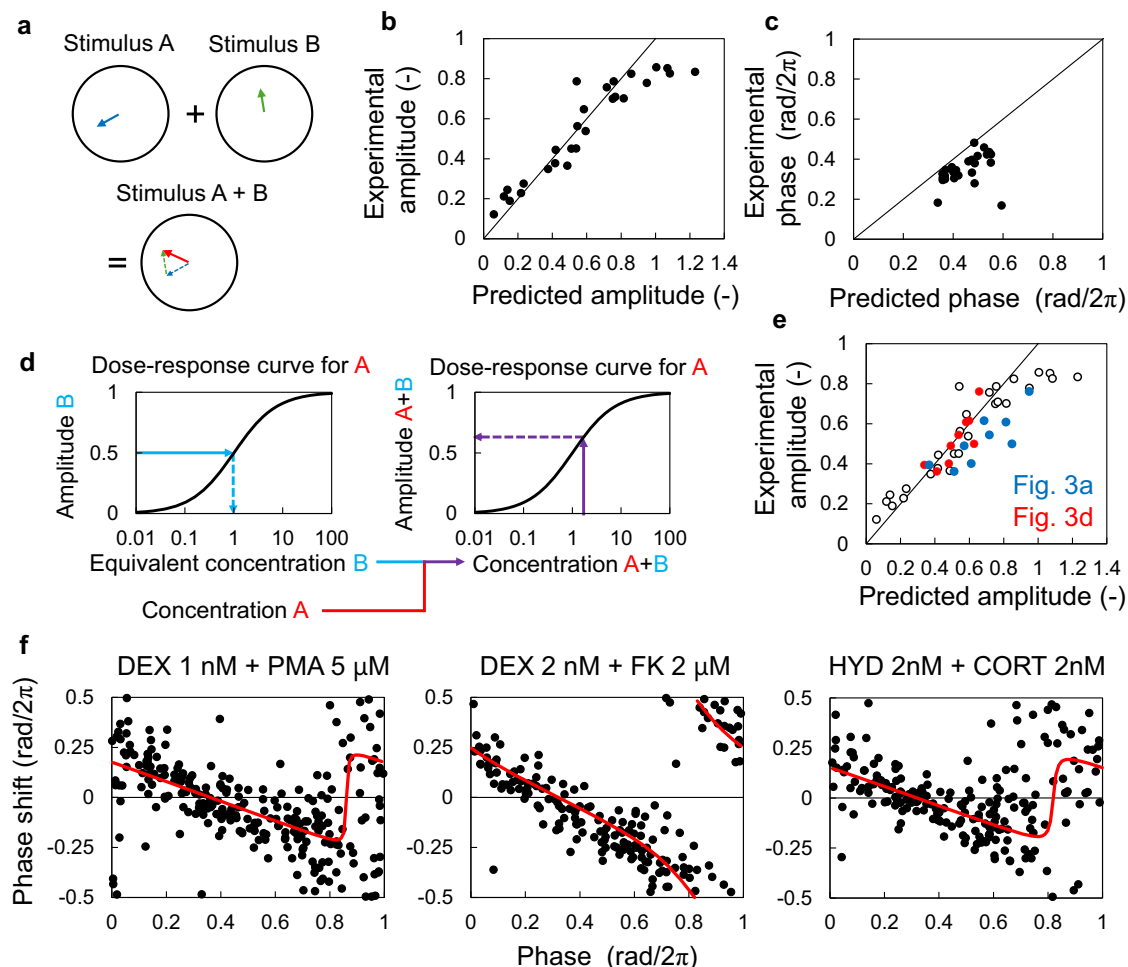 a
Stimulus A
Stimulus B
+
Stimulus A + B
=
b
Experimental
amplitude (-)
1
0.8
0.6
0.4
0.2
0
0 0.2 0.4 0.6 0.8 1 1.2 1.4
Predicted amplitude (-)
c
Experimental
phase (rad/2π)
1
0.8
0.6
0.4
0.2
0
0 0.2 0.4 0.6 0.8 1
Predicted phase (rad/2π)
d
Dose-response curve for A
Amplitude B
1
0.5
0
0.01 0.1 1 10 100
Equivalent concentration B
Concentration A
Dose-response curve for A
Amplitude A+B
1
0.5
0
0.01 0.1 1 10 100
Concentration A+B
e
Experimental
amplitude (-)
1
0.8
0.6
0.4
0.2
0
Fig. 3a
Fig. 3d
0 0.2 0.4 0.6 0.8 1 1.2 1.4
Predicted amplitude (-)
f
Phase shift (rad/2π)
DEX 1 nM + PMA 5 μM
0.5
0.25
0
-0.25
-0.5
0 0.2 0.4 0.6 0.8 1
DEX 2 nM + FK 2 μM
0.5
0.25
0
-0.25
-0.5
0 0.2 0.4 0.6 0.8 1
HYD 2nM + CORT 2nM
0.5
0.25
0
-0.25
-0.5
0 0.2 0.4 0.6 0.8 1
Phase (rad/2π)